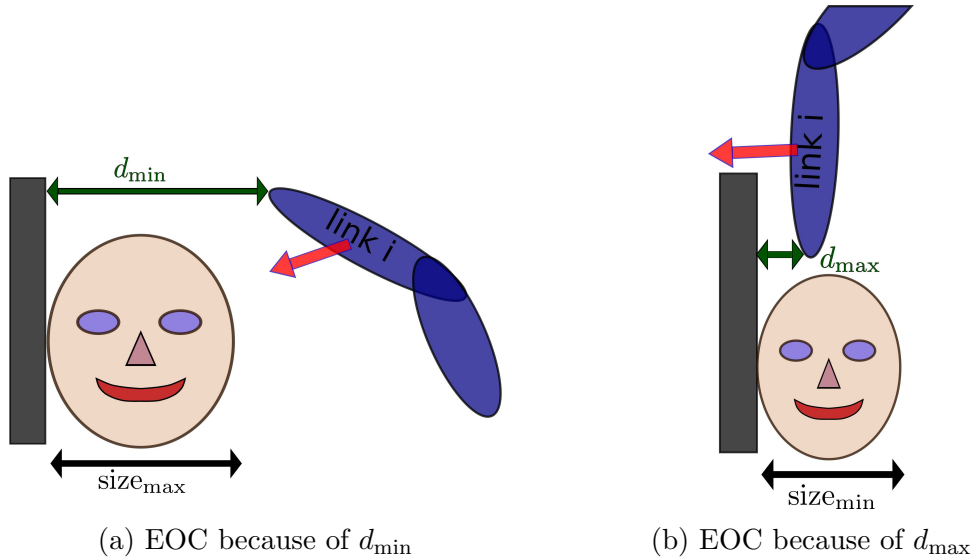 d_min
link i
size_max
(a) EOC because of d_min
link i
d_max
size_min
(b) EOC because of d_max